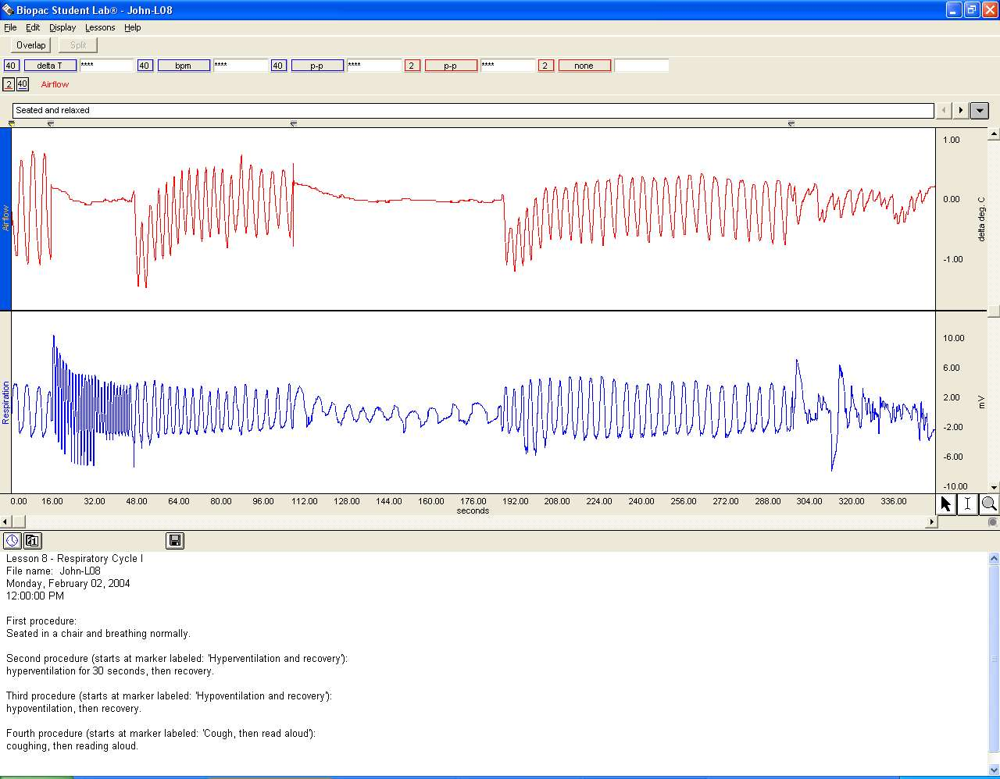 Biopac Student Lab® - John-L08
File Edit Display Lessons Help
Overlap Split
40 delta T **** 40 bpm **** 40 p-p **** 2 p-p **** 2 none
2 40 Airflow
Seated and relaxed
Airflow
1.00
0.00
-1.00
delta deg. C
Respiration
10.00
6.00
2.00
-2.00
-6.00
-10.00
mV
0.00 16.00 32.00 48.00 64.00 80.00 96.00 112.00 128.00 144.00 160.00 176.00 192.00 208.00 224.00 240.00 256.00 272.00 288.00 304.00 320.00 336.00
seconds
Lesson 8 - Respiratory Cycle I
File name: John-L08
Monday, February 02, 2004
12:00:00 PM
First procedure:
Seated in a chair and breathing normally.
Second procedure (starts at marker labeled: 'Hyperventilation and recovery'):
hyperventilation for 30 seconds, then recovery.
Third procedure (starts at marker labeled: 'Hypoventilation and recovery'):
hypoventilation, then recovery.
Fourth procedure (starts at marker labeled: 'Cough, then read aloud'):
coughing, then reading aloud.